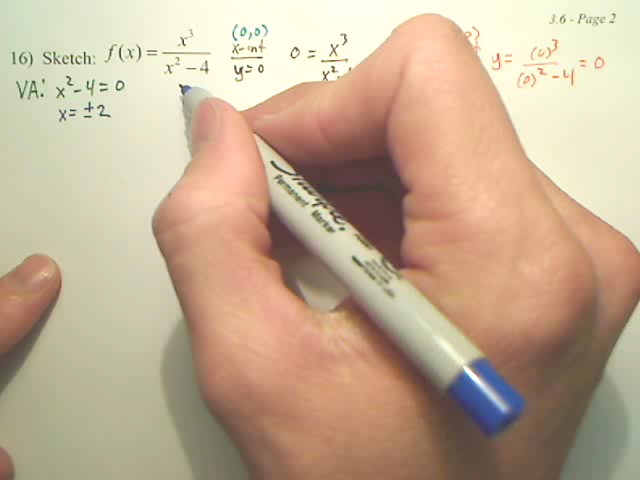 3.6 - Page 2
16) Sketch: f(x) = x³ / x² − 4
(0,0)
x-int
y=0
0 = x³ / x²
y = (0)³ / (0)² − 4 = 0
VA: x² − 4 = 0
x = ± 2
Permanent Marker